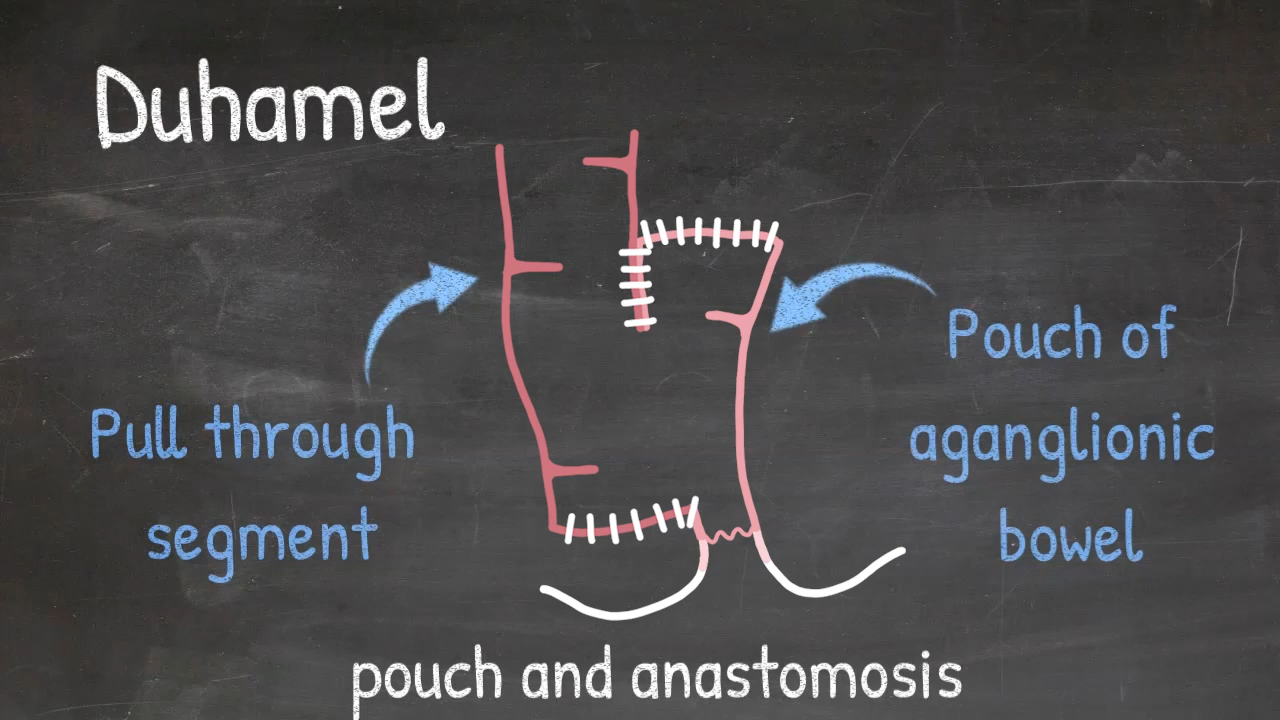 Duhamel
Pull through
segment
Pouch of
aganglionic
bowel
pouch and anastomosis